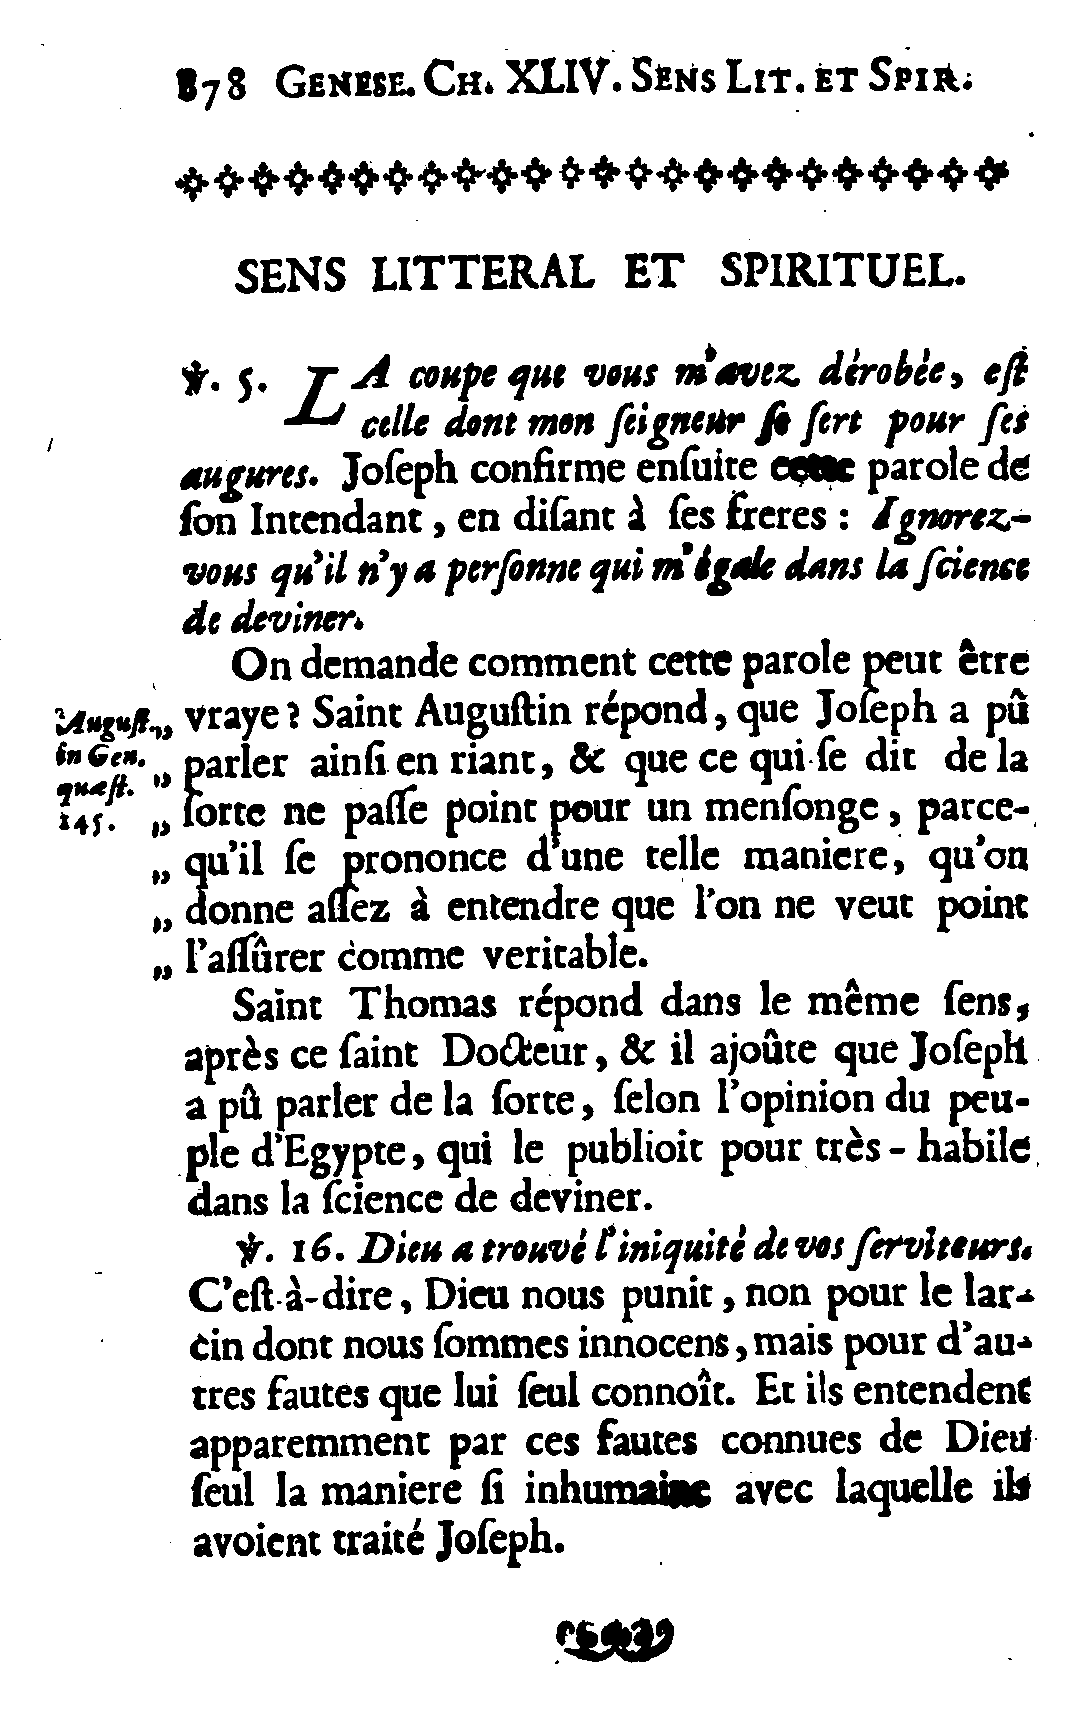 878 GENESE. CH. XLIV. SENS LIT. ET SPIR.
SENS LITTERAL ET SPIRITUEL.
℣. 5. LA coupe que vous m'avez dérobée, eſt
celle dont mon ſeigneur ſe ſert pour ſes
augures. Joſeph confirme enſuite cette parole de
ſon Intendant, en diſant à ſes freres : Ignorez-
vous qu'il n'y a perſonne qui m'égale dans la ſcience
de deviner.
On demande comment cette parole peut être
vraye ? Saint Auguſtin répond, que Joſeph a pû
parler ainſi en riant, & que ce qui ſe dit de la
ſorte ne paſſe point pour un menſonge, parce-
qu'il ſe prononce d'une telle maniere, qu'on
donne aſſez à entendre que l'on ne veut point
l'aſſûrer comme veritable.
Auguſt.
in Gen.
quæſt.
145.
Saint Thomas répond dans le même ſens,
après ce ſaint Docteur, & il ajoûte que Joſeph
a pû parler de la ſorte, ſelon l'opinion du peu-
ple d'Egypte, qui le publioit pour très-habile
dans la ſcience de deviner.
℣. 16. Dieu a trouvé l'iniquité de vos ſerviteurs.
C'eſt-à-dire, Dieu nous punit, non pour le lar-
cin dont nous ſommes innocens, mais pour d'au-
tres fautes que lui ſeul connoît. Et ils entendent
apparemment par ces fautes connues de Dieu
ſeul la maniere ſi inhumaine avec laquelle ils
avoient traité Joſeph.